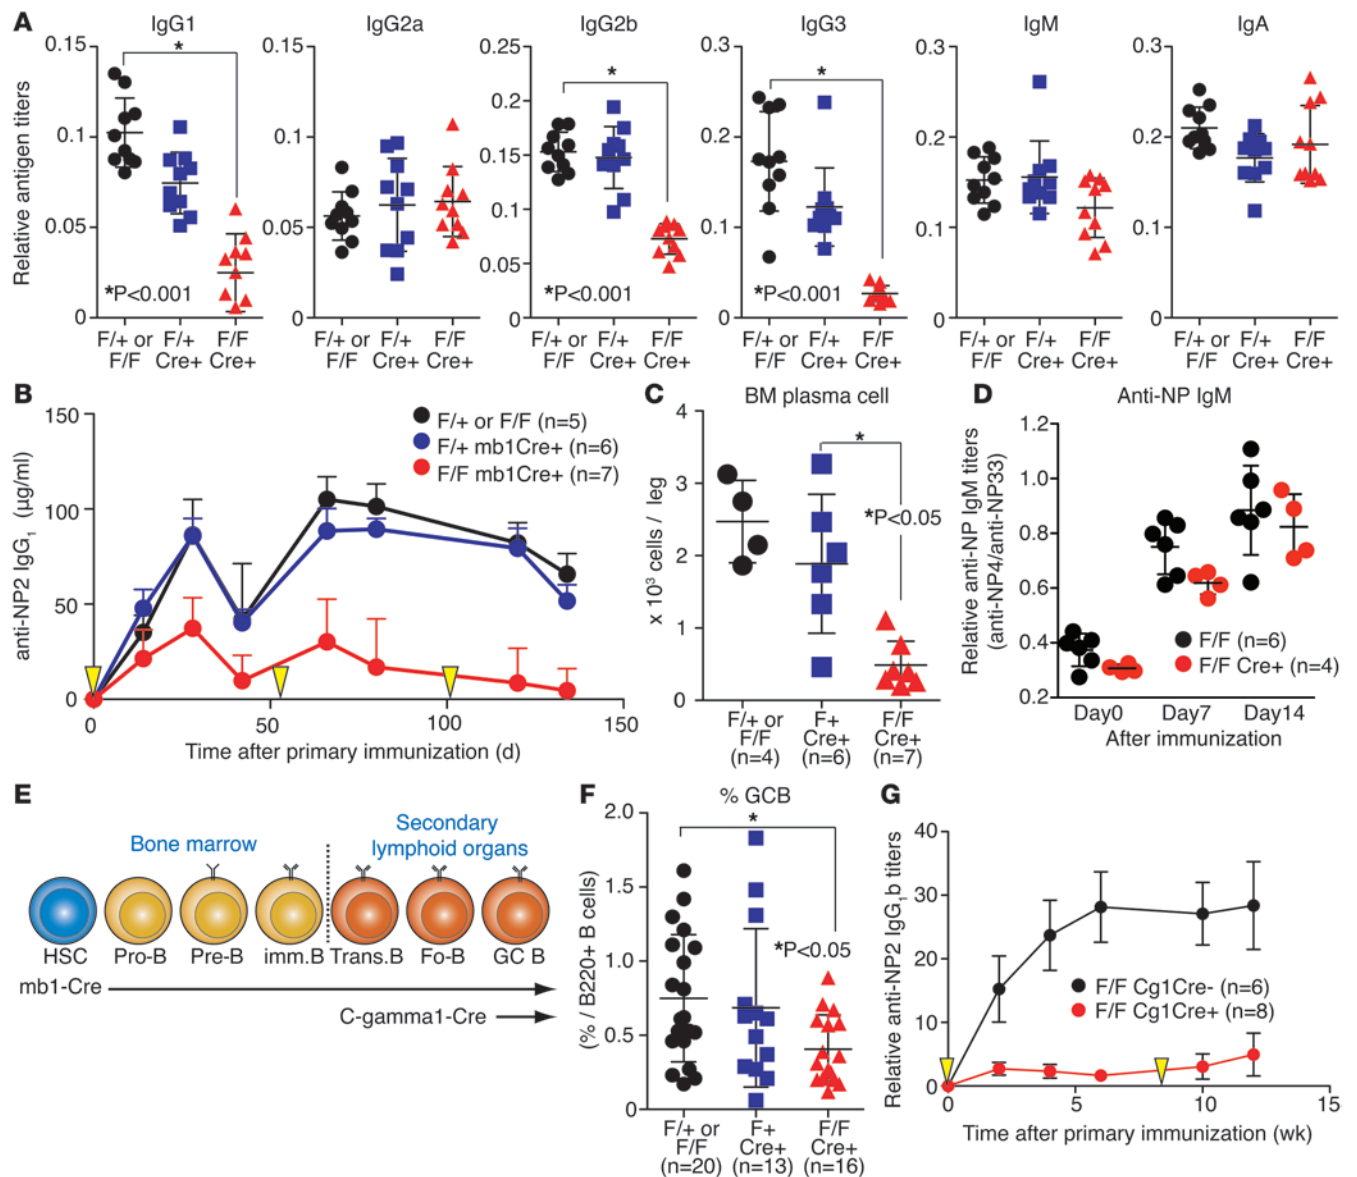 A
IgG1
IgG2a
IgG2b
IgG3
IgM
IgA
Relative antigen titers
0.15
0.1
0.05
0
*
*P<0.001
F/+ or F/F
F/+ Cre+
F/F Cre+
0.15
0.1
0.05
0
F/+ or F/F
F/+ Cre+
F/F Cre+
0.25
0.2
0.15
0.1
0.05
0
*
*P<0.001
F/+ or F/F
F/+ Cre+
F/F Cre+
0.3
0.2
0.1
0
*
*P<0.001
F/+ or F/F
F/+ Cre+
F/F Cre+
0.3
0.2
0.1
0
F/+ or F/F
F/+ Cre+
F/F Cre+
0.3
0.2
0.1
0
F/+ or F/F
F/+ Cre+
F/F Cre+
B
anti-NP2 IgG1 (µg/ml)
150
100
50
0
F/+ or F/F (n=5)
F/+ mb1Cre+ (n=6)
F/F mb1Cre+ (n=7)
0
50
100
150
Time after primary immunization (d)
C
BM plasma cell
x 10³ cells / leg
4
3
2
1
0
*
*P<0.05
F/+ or F/F (n=4)
F+ Cre+ (n=6)
F/F Cre+ (n=7)
D
Anti-NP IgM
Relative anti-NP IgM titers
(anti-NP4/anti-NP33)
1.2
1.0
0.8
0.6
0.4
0.2
F/F (n=6)
F/F Cre+ (n=4)
Day0
Day7
Day14
After immunization
E
Bone marrow
Secondary
lymphoid organs
HSC
Pro-B
Pre-B
imm.B
Trans.B
Fo-B
GC B
mb1-Cre
C-gamma1-Cre
F
% GCB
(% / B220+ B cells)
2.0
1.5
1.0
0.5
0
*
*P<0.05
F/+ or F/F (n=20)
F+ Cre+ (n=13)
F/F Cre+ (n=16)
G
Relative anti-NP2 IgG1b titers
40
30
20
10
0
F/F Cg1Cre- (n=6)
F/F Cg1Cre+ (n=8)
0
5
10
15
Time after primary immunization (wk)